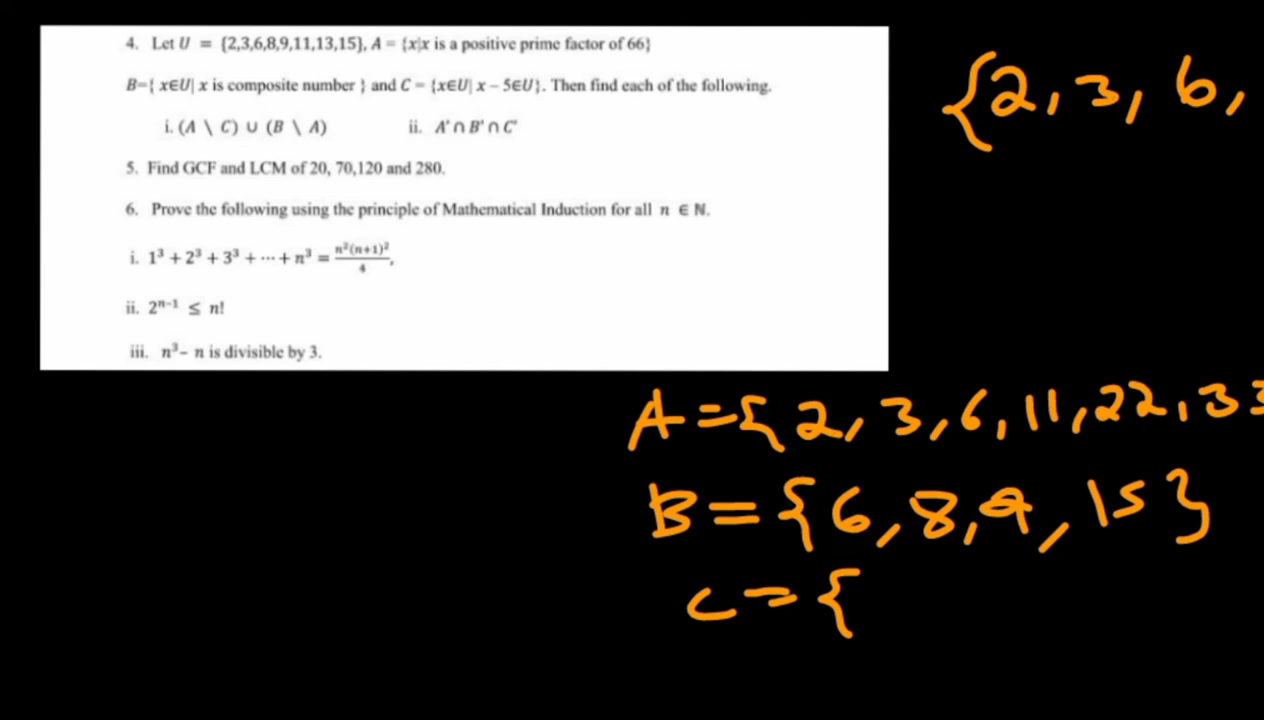 4. Let U = {2,3,6,8,9,11,13,15}, A = {x|x is a positive prime factor of 66}
B={ x∈U| x is composite number } and C = {x∈U| x – 5∈U}. Then find each of the following.
i. (A \ C) ∪ (B \ A) ii. A' ∩ B' ∩ C'
5. Find GCF and LCM of 20, 70,120 and 280.
6. Prove the following using the principle of Mathematical Induction for all n ∈ ℕ.
i. 1³ + 2³ + 3³ + ⋯ + n³ = n²(n+1)²/4,
ii. 2ⁿ⁻¹ ≤ n!
iii. n³– n is divisible by 3.
{2, 3, 6,
A = {2, 3, 6, 11, 22, 33
B = {6, 8, 9, 15}
C = {